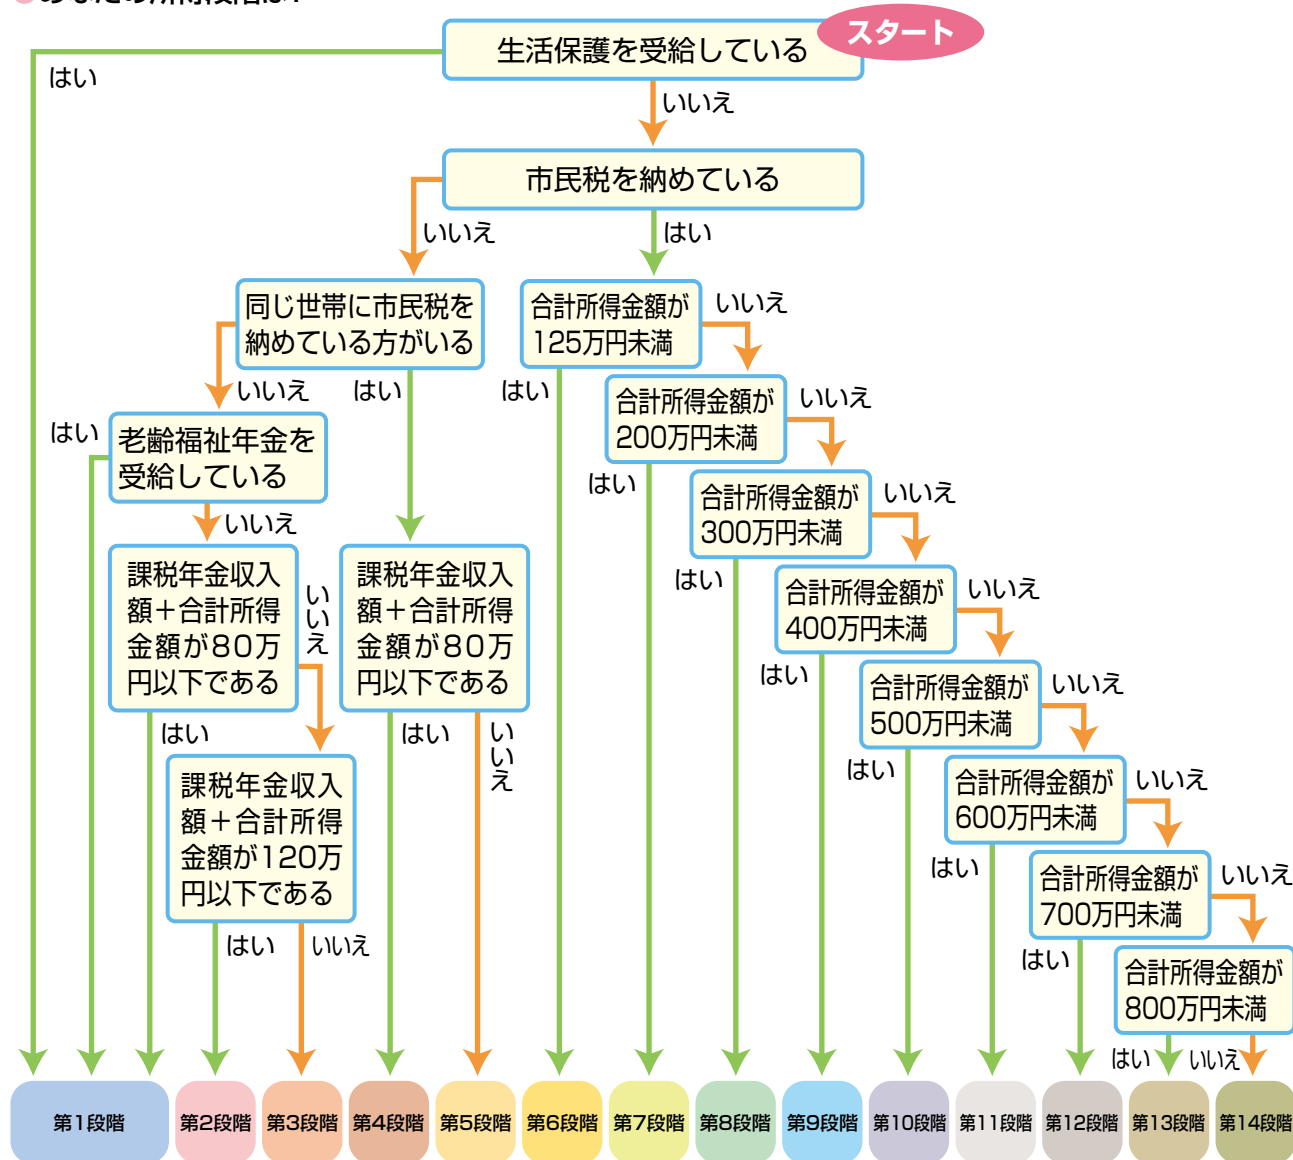 スタート
生活保護を受給している
はい
いいえ
市民税を納めている
いいえ
はい
同じ世帯に市民税を
納めている方がいる
合計所得金額が
125万円未満
いいえ
いいえ
はい
はい
合計所得金額が
200万円未満
いいえ
はい
老齢福祉年金を
受給している
はい
いいえ
合計所得金額が
300万円未満
いいえ
はい
課税年金収入
額+合計所得
金額が80万
円以下である
いいえ
課税年金収入
額+合計所得
金額が80万
円以下である
合計所得金額が
400万円未満
いいえ
はい
合計所得金額が
500万円未満
いいえ
はい
はい
はい
いいえ
課税年金収入
額+合計所得
金額が120万
円以下である
合計所得金額が
600万円未満
いいえ
はい
合計所得金額が
700万円未満
いいえ
はい
はい
いいえ
合計所得金額が
800万円未満
はい
いいえ
第1段階
第2段階
第3段階
第4段階
第5段階
第6段階
第7段階
第8段階
第9段階
第10段階
第11段階
第12段階
第13段階
第14段階